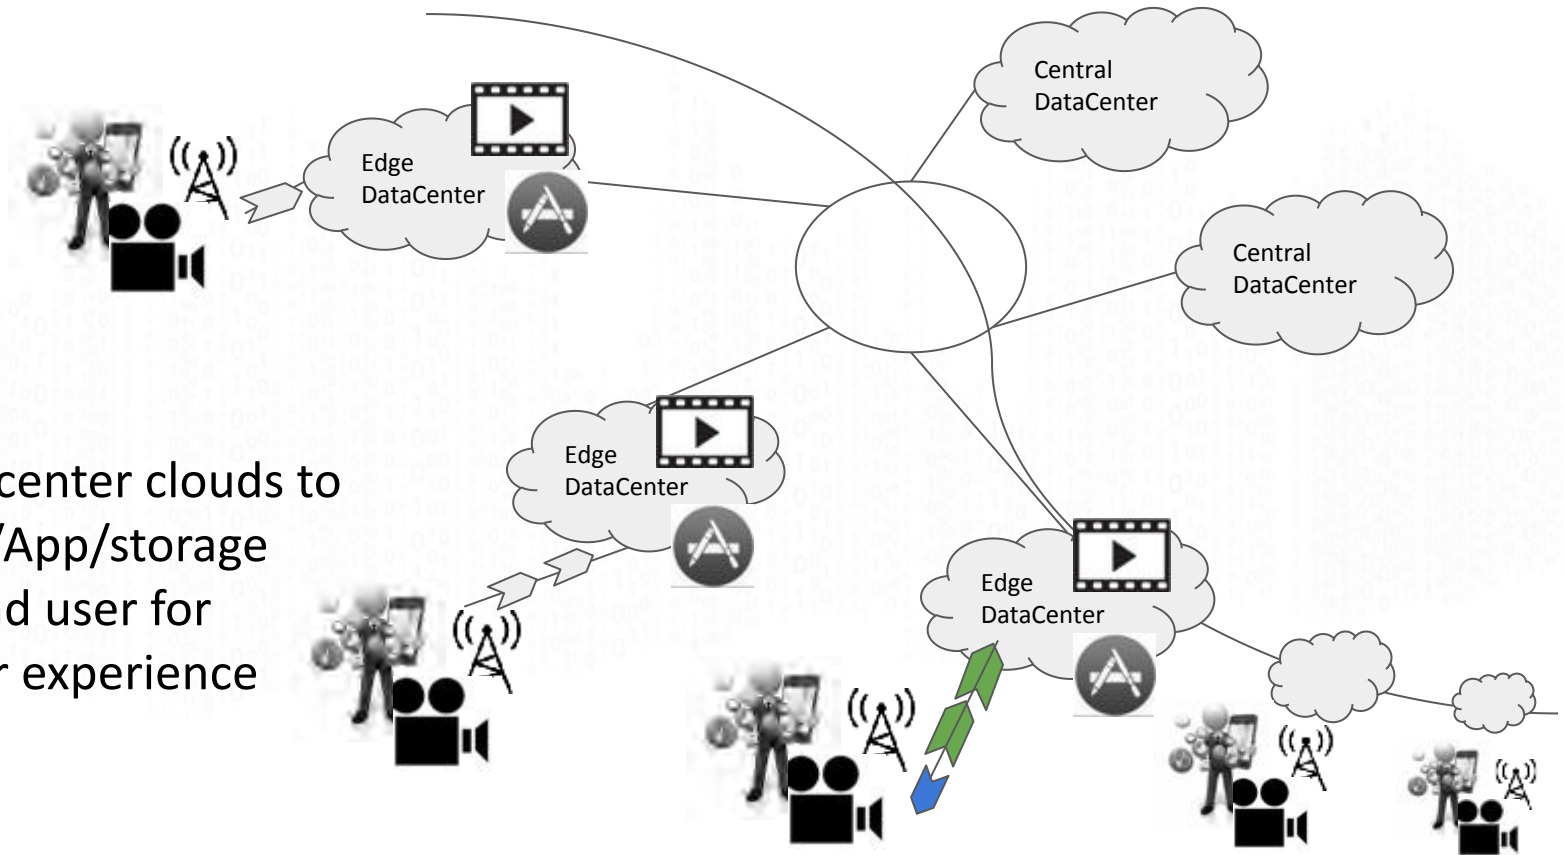 Central
DataCenter
Edge
DataCenter
Central
DataCenter
Edge
DataCenter
center clouds to
/App/storage
d user for
r experience
Edge
DataCenter